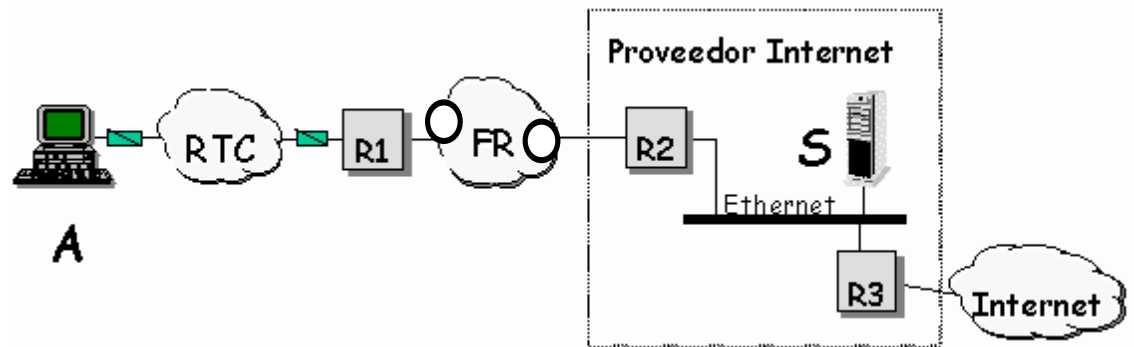 Proveedor Internet
RTC
R1
FR
R2
S
Ethernet
A
R3
Internet